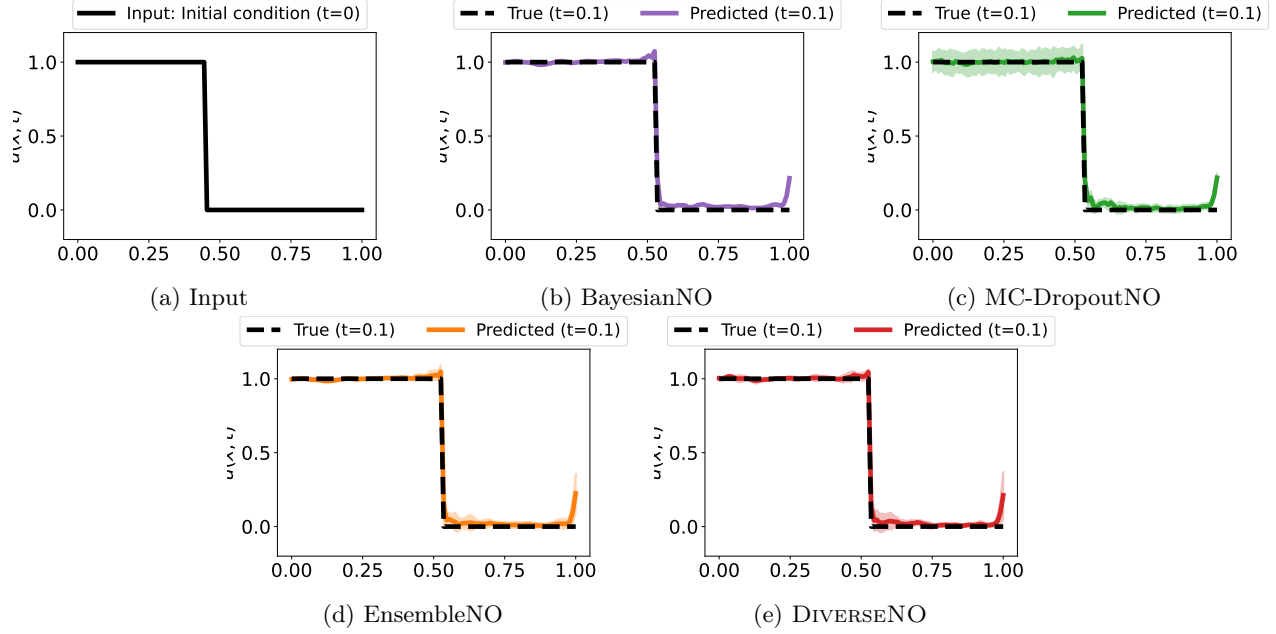 Input: Initial condition (t=0)
True (t=0.1) Predicted (t=0.1)
True (t=0.1) Predicted (t=0.1)
1.0
0.5
0.0
0.00 0.25 0.50 0.75 1.00
1.0
0.5
0.0
0.00 0.25 0.50 0.75 1.00
1.0
0.5
0.0
0.00 0.25 0.50 0.75 1.00
(a) Input
(b) BayesianNO
(c) MC-DropoutNO
True (t=0.1) Predicted (t=0.1)
True (t=0.1) Predicted (t=0.1)
1.0
0.5
0.0
0.00 0.25 0.50 0.75 1.00
1.0
0.5
0.0
0.00 0.25 0.50 0.75 1.00
(d) EnsembleNO
(e) DIVERSENO